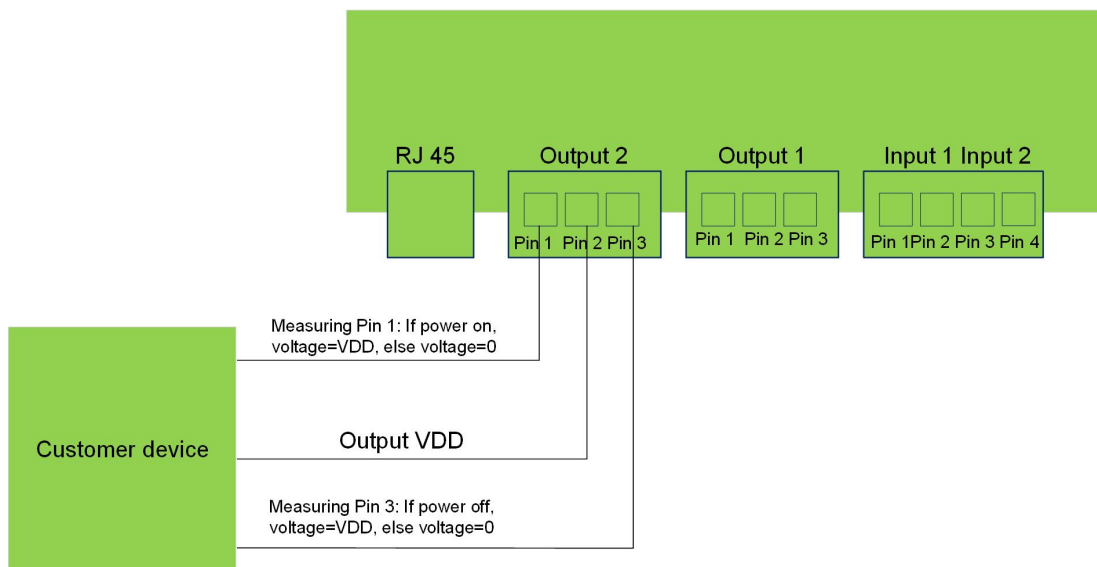 RJ 45
Output 2
Output 1
Input 1 Input 2
Pin 1 Pin 2 Pin 3
Pin 1 Pin 2 Pin 3
Pin 1 Pin 2 Pin 3 Pin 4
Measuring Pin 1: If power on,
voltage=VDD, else voltage=0
Customer device
Output VDD
Measuring Pin 3: If power off,
voltage=VDD, else voltage=0